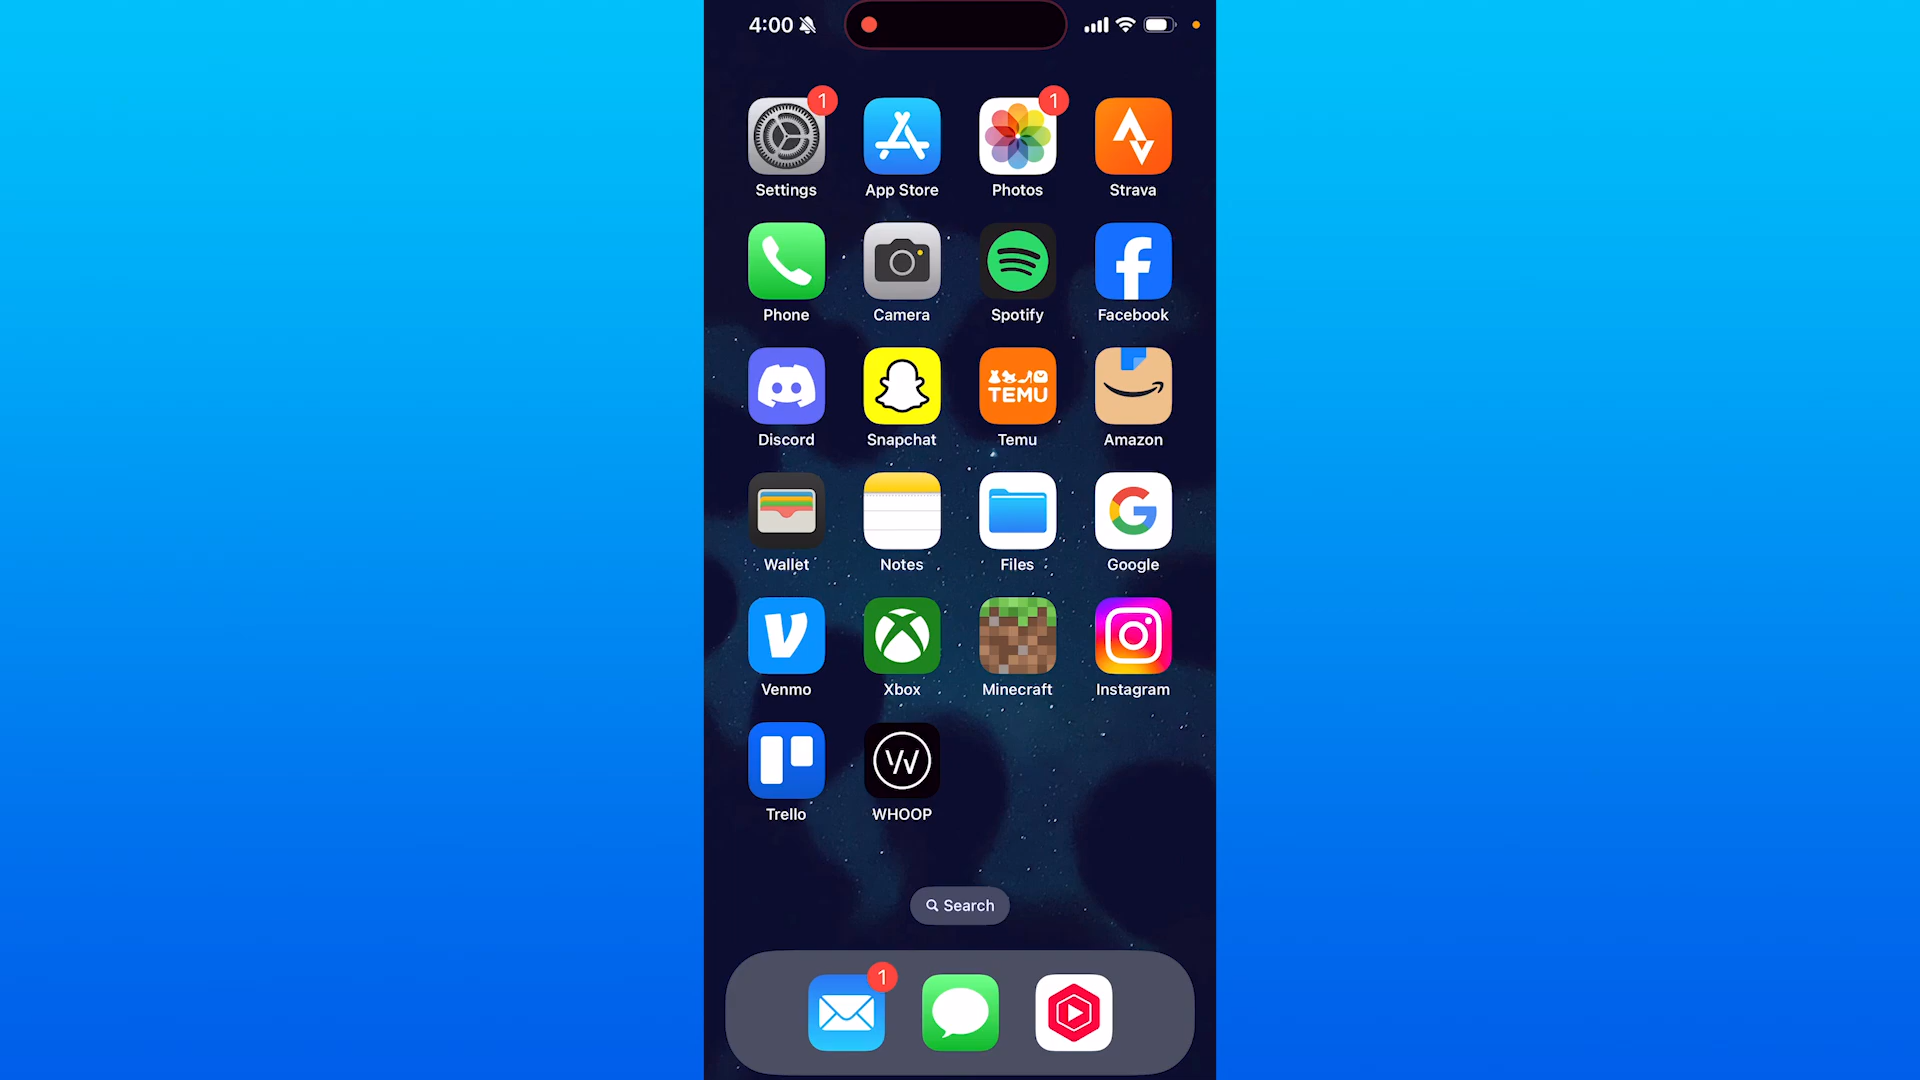 4:00
1 1
Settings App Store Photos Strava
Phone Camera Spotify Facebook
TEMU
Discord Snapchat Temu Amazon
Wallet Notes Files Google
Venmo Xbox Minecraft Instagram
Trello WHOOP
Search
1